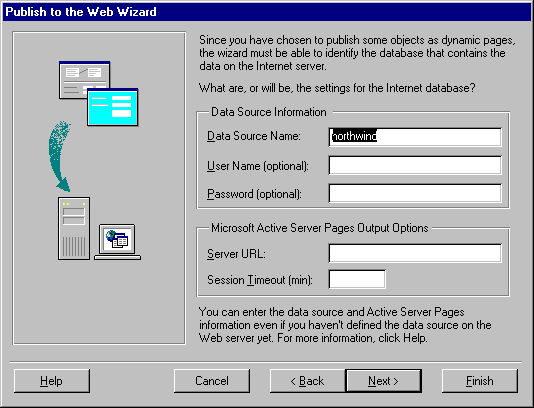 Publish to the Web Wizard
Since you have chosen to publish some objects as dynamic pages,
the wizard must be able to identify the database that contains the
data on the Internet server.
What are, or will be, the settings for the Internet database?
Data Source Information
Data Source Name:
northwind
User Name (optional):
Password (optional):
Microsoft Active Server Pages Output Options
Server URL:
Session Timeout (min):
You can enter the data source and Active Server Pages
information even if you haven't defined the data source on the
Web server yet. For more information, click Help.
Help
Cancel
< Back
Next >
Finish